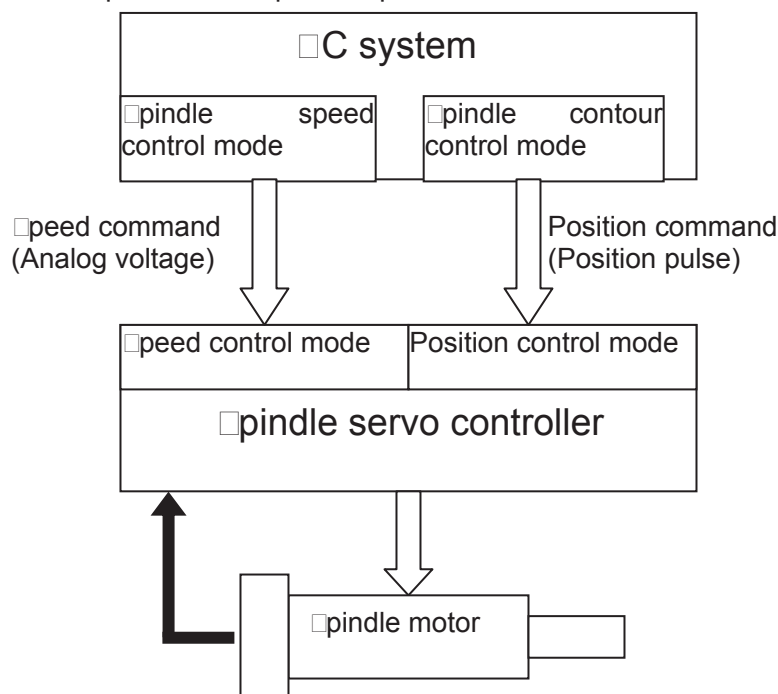 □C system
□pindle speed
control mode
□pindle contour
control mode
□peed command
(Analog voltage)
Position command
(Position pulse)
□peed control mode
Position control mode
□pindle servo controller
□pindle motor